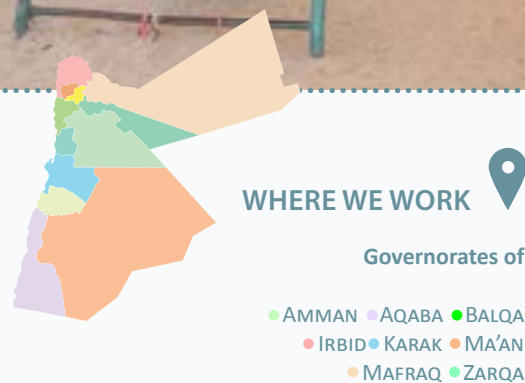 WHERE WE WORK
Governorates of
AMMAN AQABA BALQA
IRBID KARAK MA'AN
MAFRAQ ZARQA